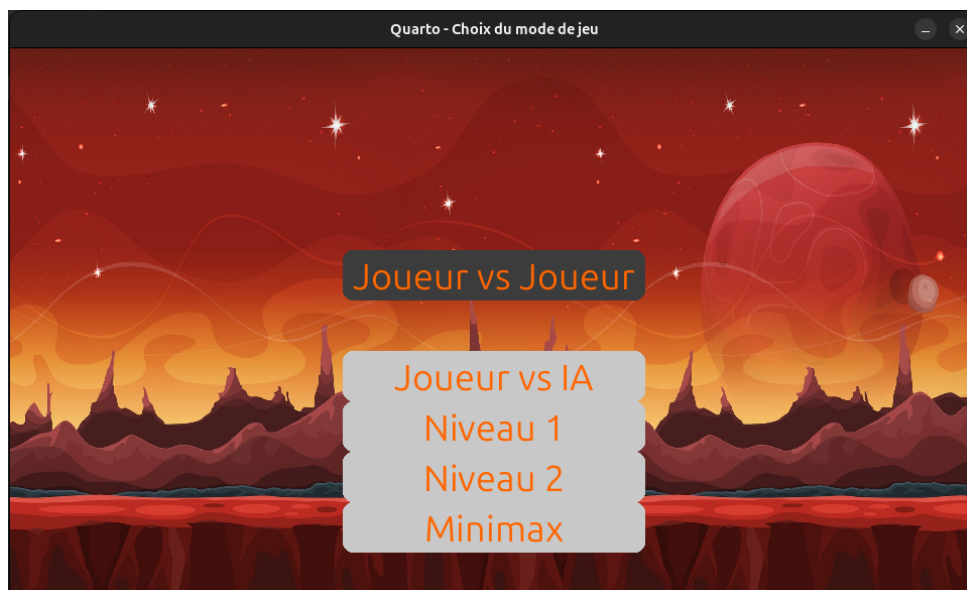 Quarto - Choix du mode de jeu
Joueur vs Joueur
Joueur vs IA
Niveau 1
Niveau 2
Minimax